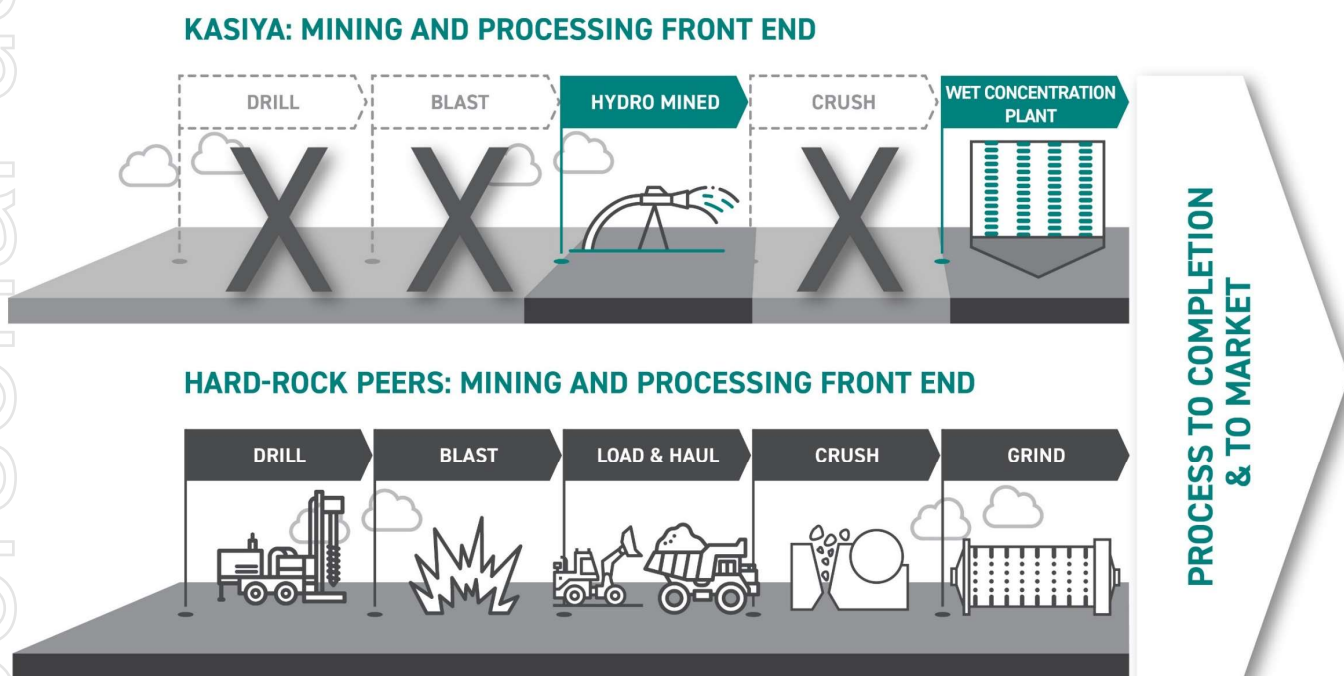 KASIYA: MINING AND PROCESSING FRONT END
DRILL
BLAST
HYDRO MINED
CRUSH
WET CONCENTRATION
PLANT
HARD-ROCK PEERS: MINING AND PROCESSING FRONT END
DRILL
BLAST
LOAD & HAUL
CRUSH
GRIND
PROCESS TO COMPLETION
& TO MARKET